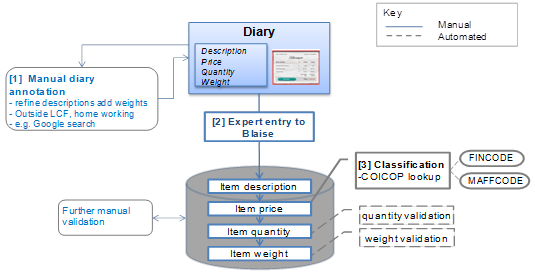 Diary
Description
Price
Quantity
Weight
Key
Manual
Automated
[1] Manual diary
annotation
- refine descriptions add weights
- Outside LCF, home working
- e.g. Google search
[2] Expert entry to
Blaise
[3] Classification
-COICOP lookup
FINCODE
MAFFCODE
Item description
Item price
Item quantity
Item weight
Further manual
validation
quantity validation
weight validation